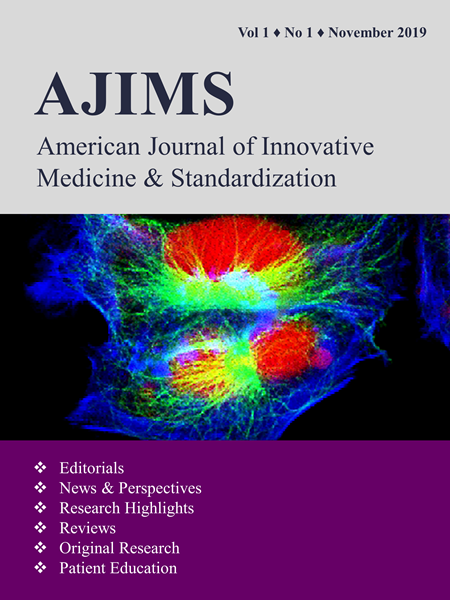 Vol 1 ♦ No 1 ♦ November 2019
AJIMS
American Journal of Innovative
Medicine & Standardization
❖ Editorials
❖ News & Perspectives
❖ Research Highlights
❖ Reviews
❖ Original Research
❖ Patient Education